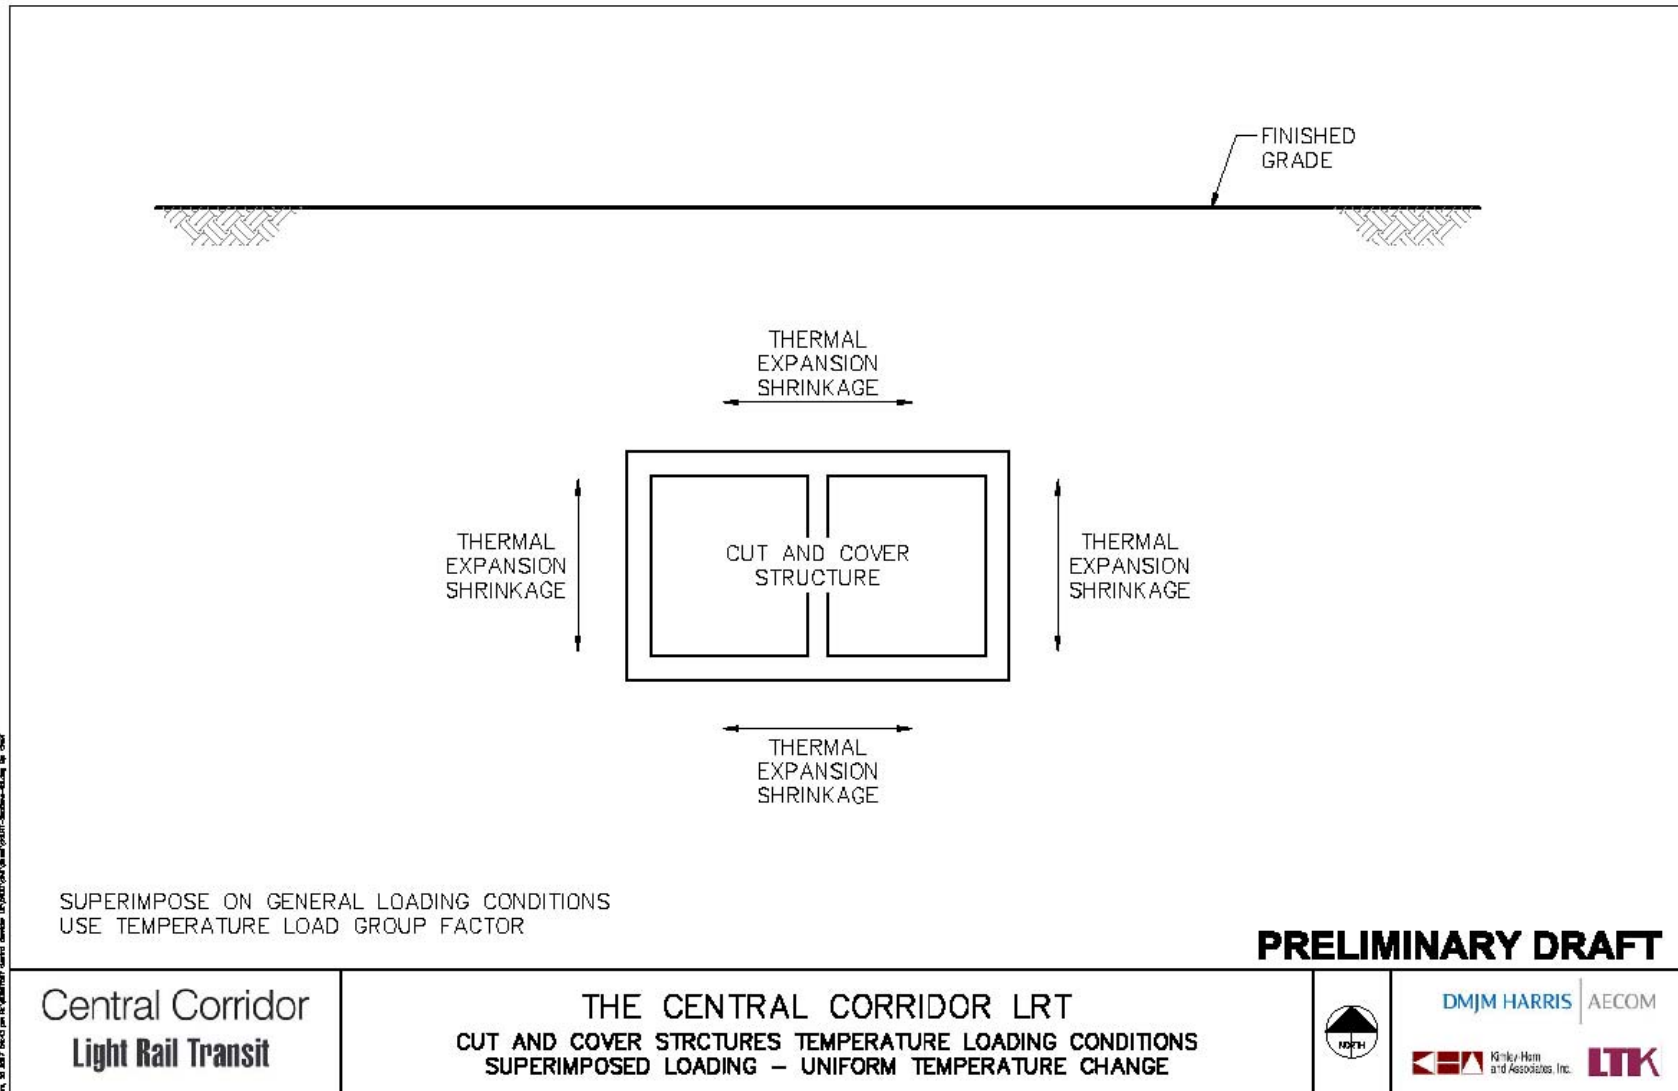 FINISHED
GRADE
THERMAL
EXPANSION
SHRINKAGE
THERMAL
EXPANSION
SHRINKAGE
CUT AND COVER
STRUCTURE
THERMAL
EXPANSION
SHRINKAGE
THERMAL
EXPANSION
SHRINKAGE
SUPERIMPOSE ON GENERAL LOADING CONDITIONS
USE TEMPERATURE LOAD GROUP FACTOR
PRELIMINARY DRAFT
Central Corridor
Light Rail Transit
THE CENTRAL CORRIDOR LRT
CUT AND COVER STRCTURES TEMPERATURE LOADING CONDITIONS
SUPERIMPOSED LOADING – UNIFORM TEMPERATURE CHANGE
NORTH
DMJM HARRIS AECOM
Kimley-Horn
and Associates, Inc.
LTK